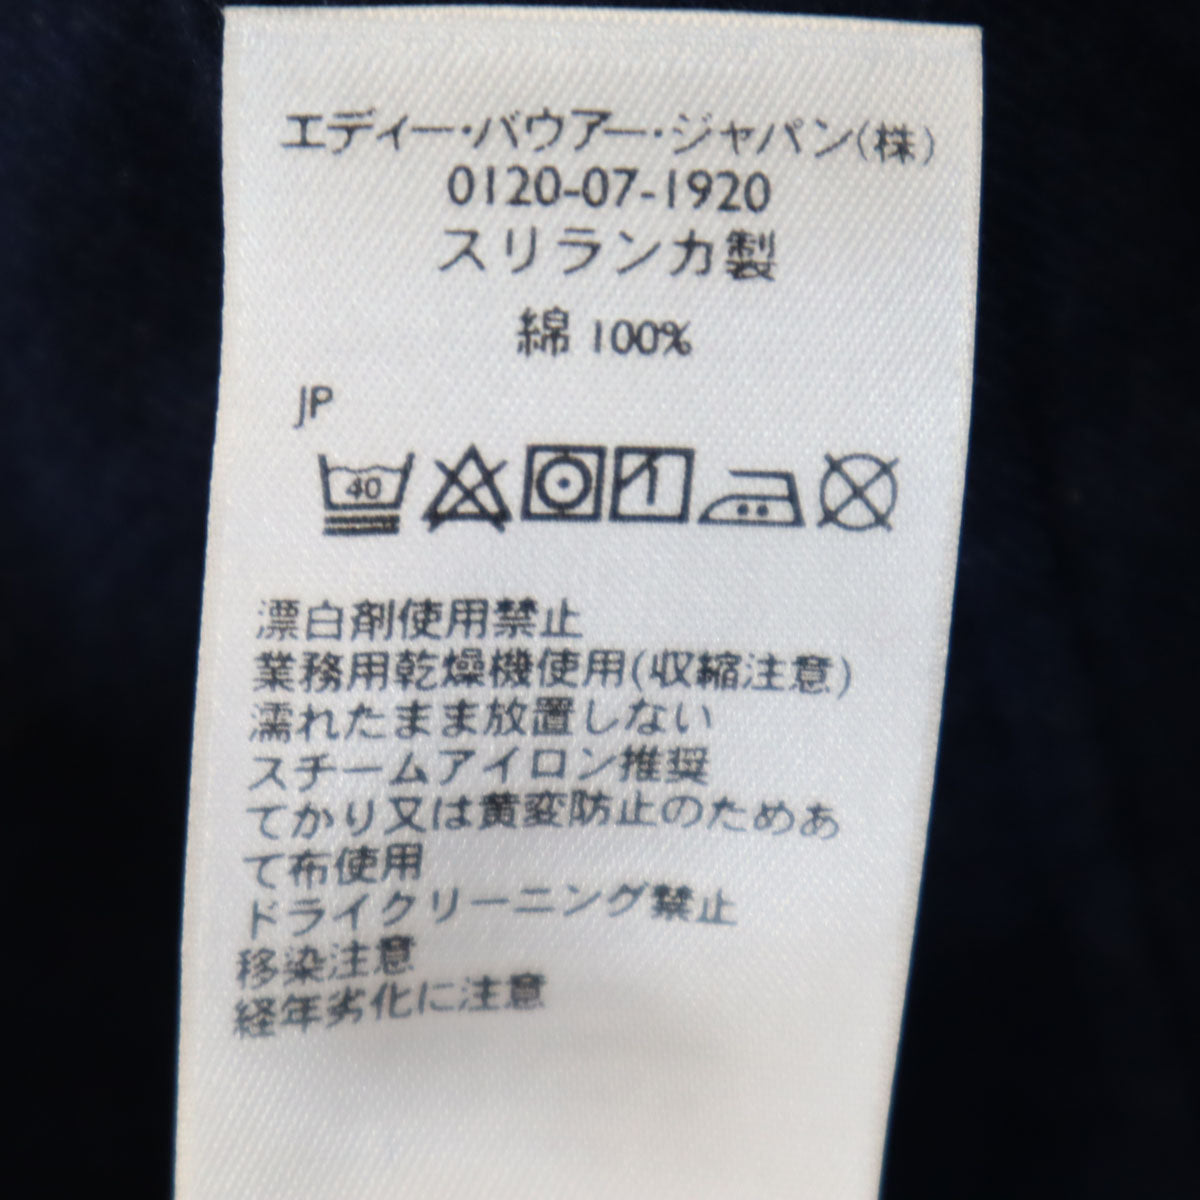 エディー・バウアー・ジャパン(株)
0120-07-1920
スリランカ製
綿 100%
JP
40
漂白剤使用禁止
業務用乾燥機使用(収縮注意)
濡れたまま放置しない
スチームアイロン推奨
てかり又は黄変防止のためあ
て布使用
ドライクリーニング禁止
移染注意
経年劣化に注意